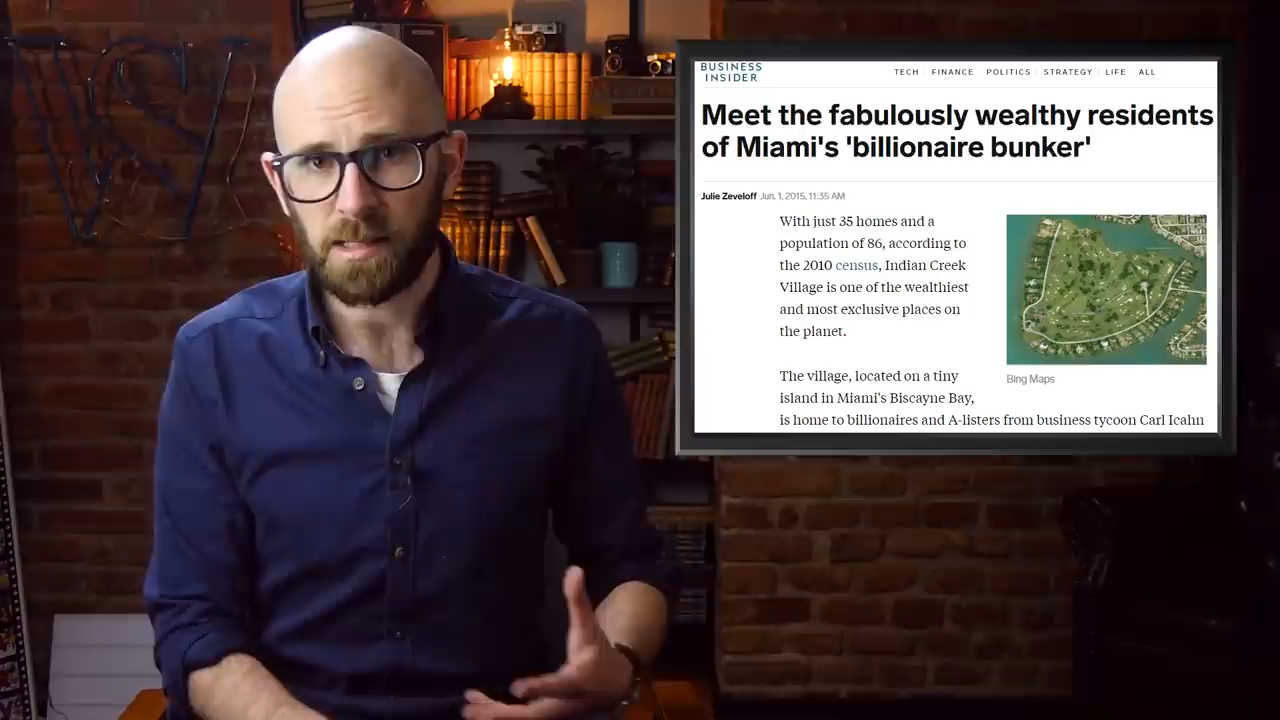 BUSINESS
INSIDER
TECH FINANCE POLITICS STRATEGY LIFE ALL
Meet the fabulously wealthy residents
of Miami's 'billionaire bunker'
Julie Zeveloff Jun. 1, 2015, 11:35 AM
With just 35 homes and a
population of 86, according to
the 2010 census, Indian Creek
Village is one of the wealthiest
and most exclusive places on
the planet.
Bing Maps
The village, located on a tiny
island in Miami's Biscayne Bay,
is home to billionaires and A-listers from business tycoon Carl Icahn